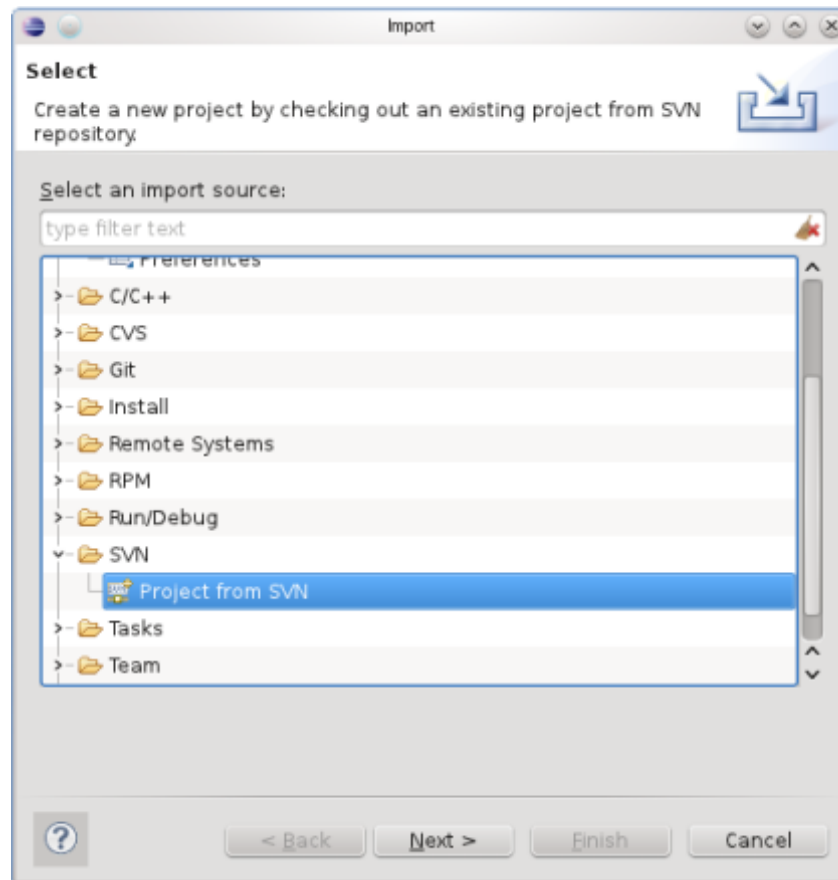 Import
Select
Create a new project by checking out an existing project from SVN
repository.
Select an import source:
type filter text
Preferences
C/C++
CVS
Git
Install
Remote Systems
RPM
Run/Debug
SVN
Project from SVN
Tasks
Team
?
< Back Next > Finish Cancel